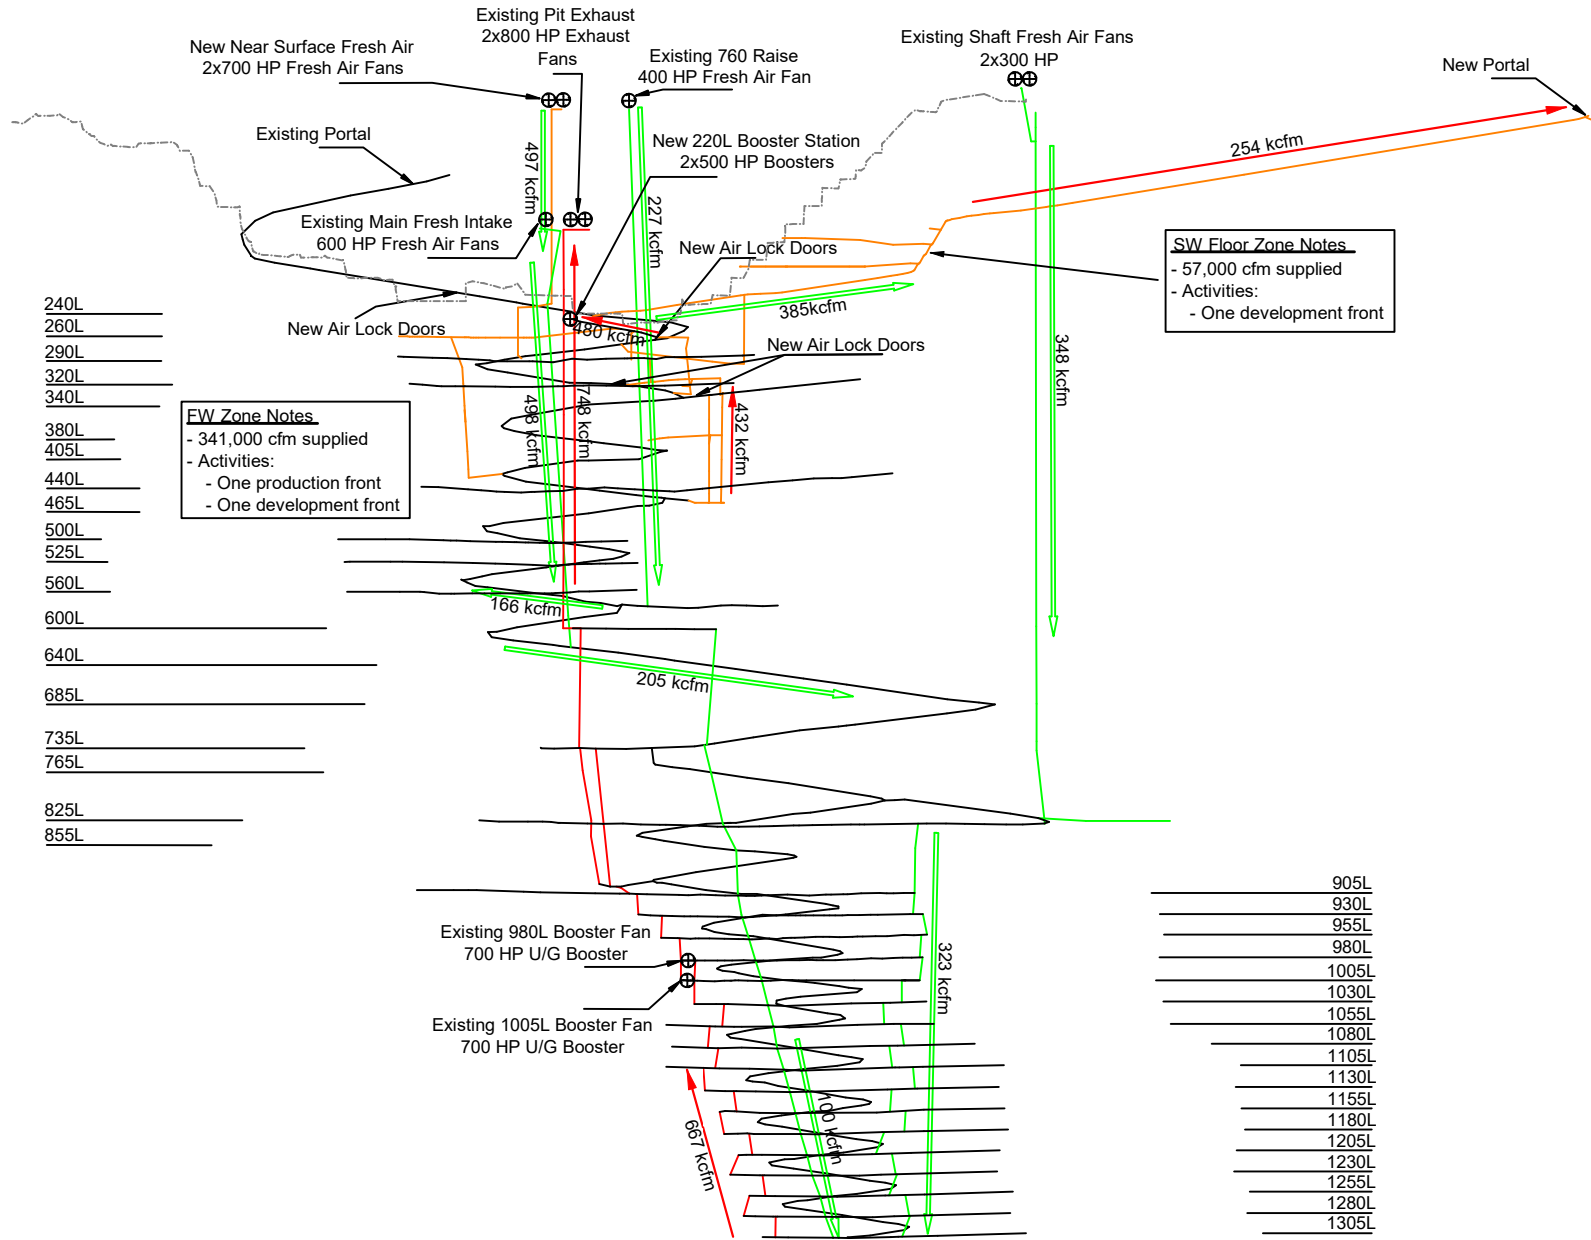 Existing Pit Exhaust
2x800 HP Exhaust
Fans
New Near Surface Fresh Air
2x700 HP Fresh Air Fans
Existing 760 Raise
400 HP Fresh Air Fan
Existing Shaft Fresh Air Fans
2x300 HP
New Portal
Existing Portal
497 kcfm
New 220L Booster Station
2x500 HP Boosters
254 kcfm
Existing Main Fresh Intake
600 HP Fresh Air Fans
227 kcfm
New Air Lock Doors
SW Floor Zone Notes
- 57,000 cfm supplied
- Activities:
- One development front
385kcfm
480 kcfm
New Air Lock Doors
New Air Lock Doors
348 kcfm
240L
260L
290L
320L
340L
380L
405L
440L
465L
500L
525L
560L
600L
640L
685L
735L
765L
825L
855L
FW Zone Notes
- 341,000 cfm supplied
- Activities:
- One production front
- One development front
498 kcfm
748 kcfm
432 kcfm
166 kcfm
205 kcfm
Existing 980L Booster Fan
700 HP U/G Booster
Existing 1005L Booster Fan
700 HP U/G Booster
323 kcfm
100 kcfm
667 kcfm
905L
930L
955L
980L
1005L
1030L
1055L
1080L
1105L
1130L
1155L
1180L
1205L
1230L
1255L
1280L
1305L